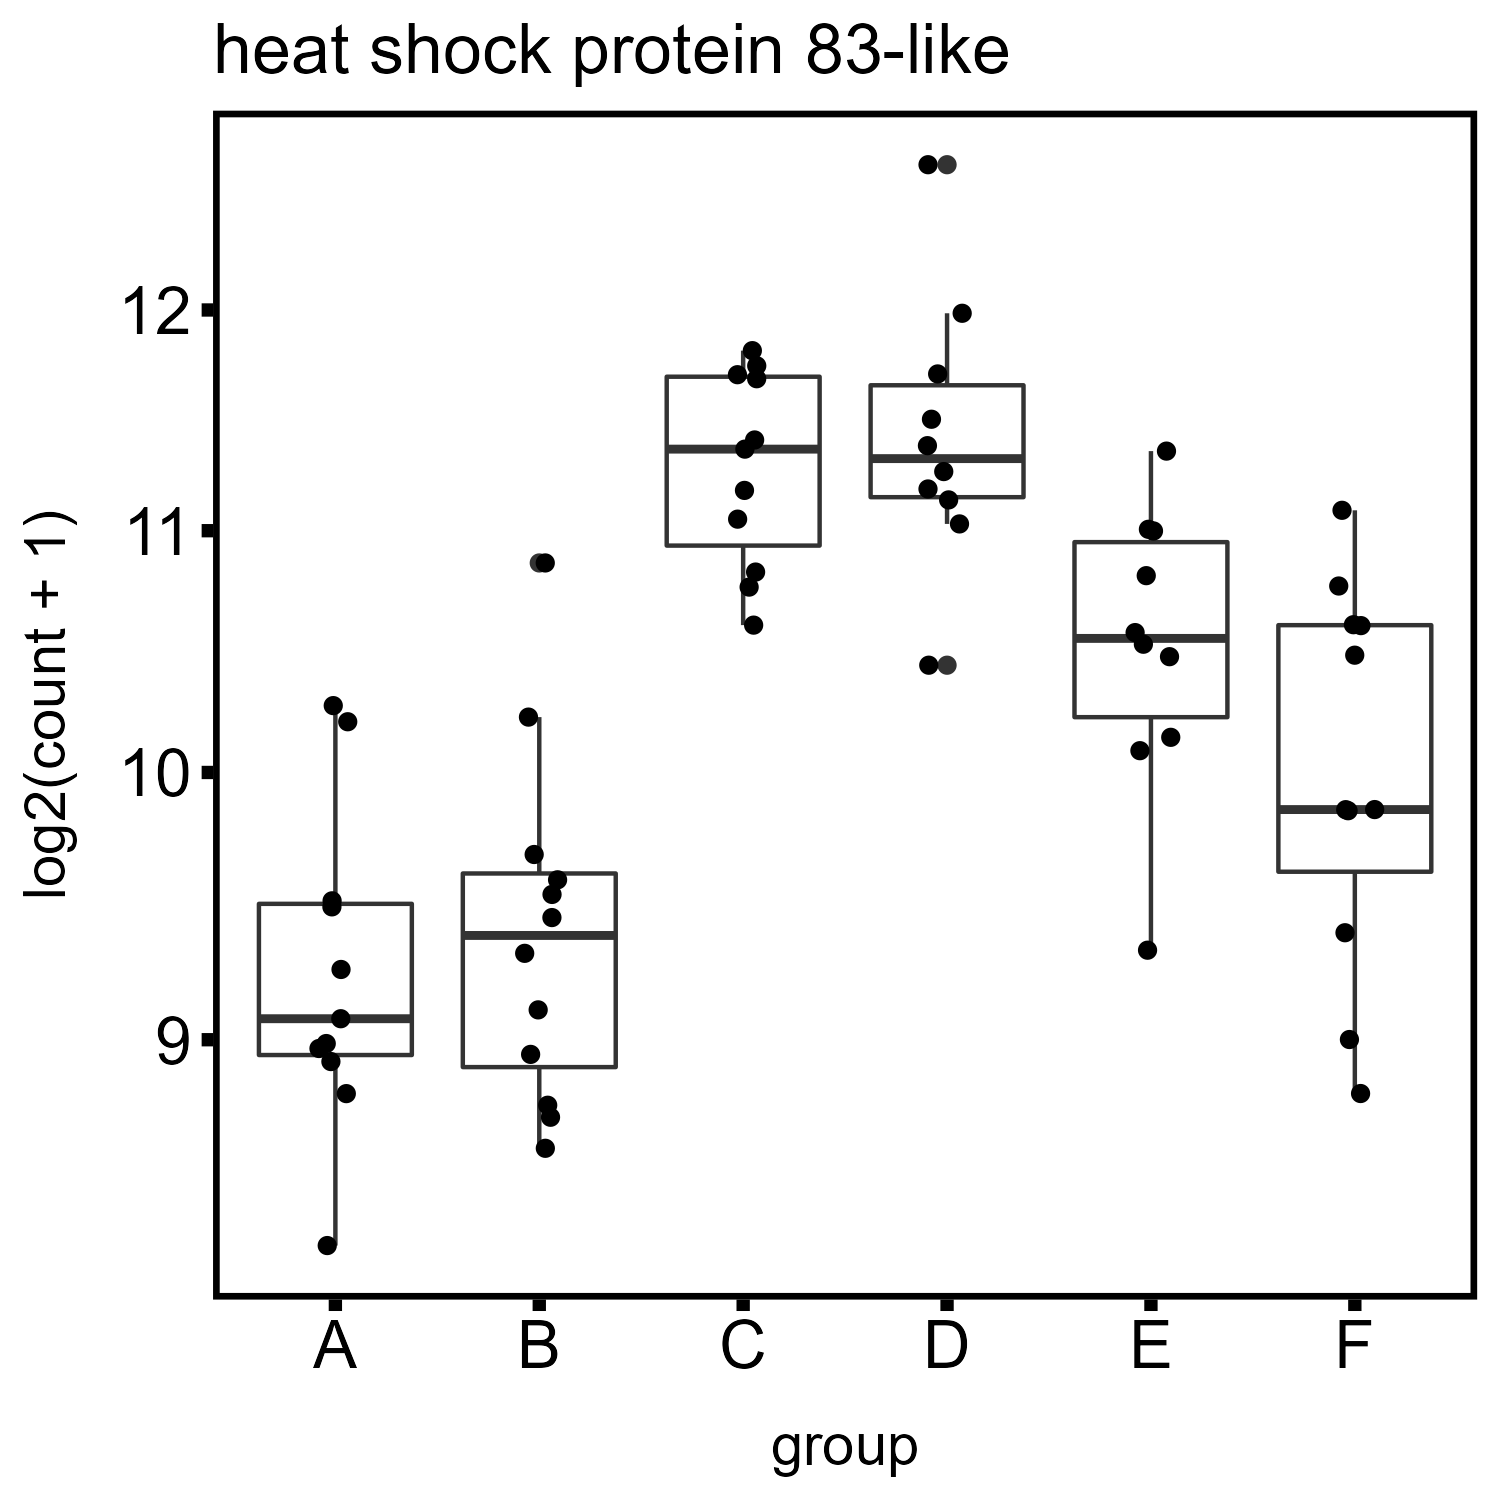 heat shock protein 83-like
log2(count + 1)
12
11
10
9
A B C D E F
group